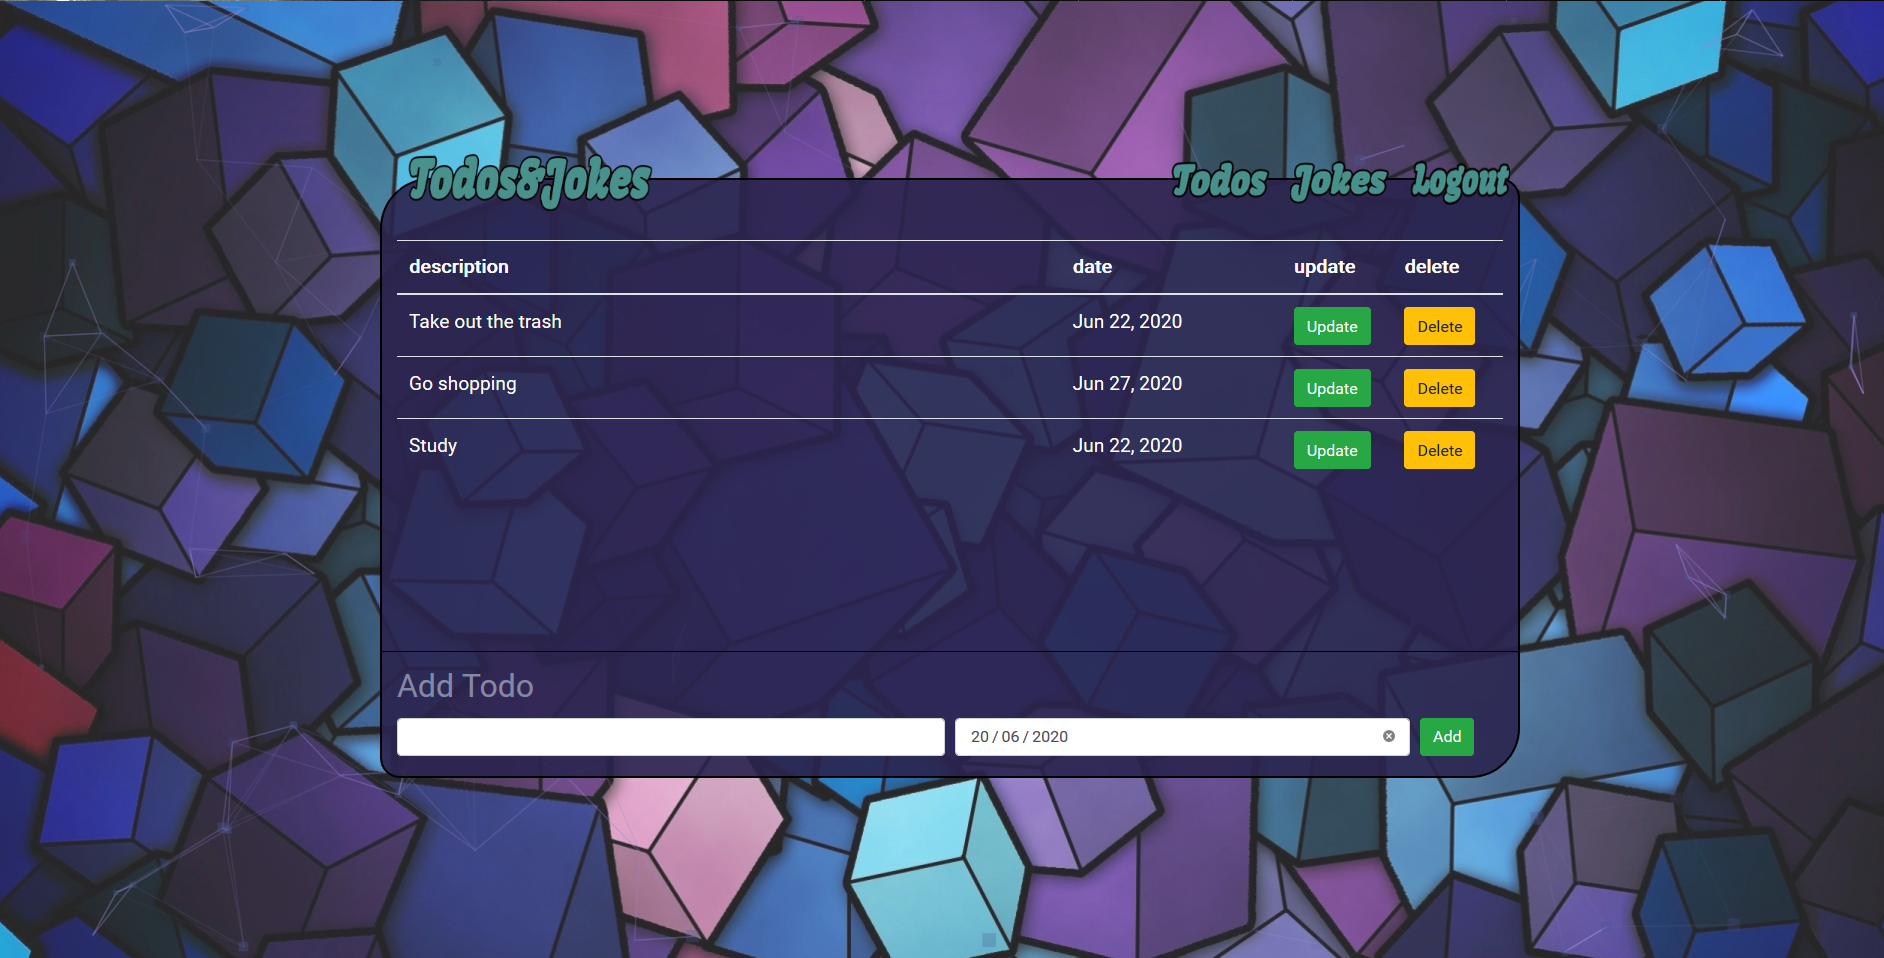 Todos&Jokes Todos Jokes Logout
description date update delete
Take out the trash Jun 22, 2020 Update Delete
Go shopping Jun 27, 2020 Update Delete
Study Jun 22, 2020 Update Delete
Add Todo
20 / 06 / 2020 Add